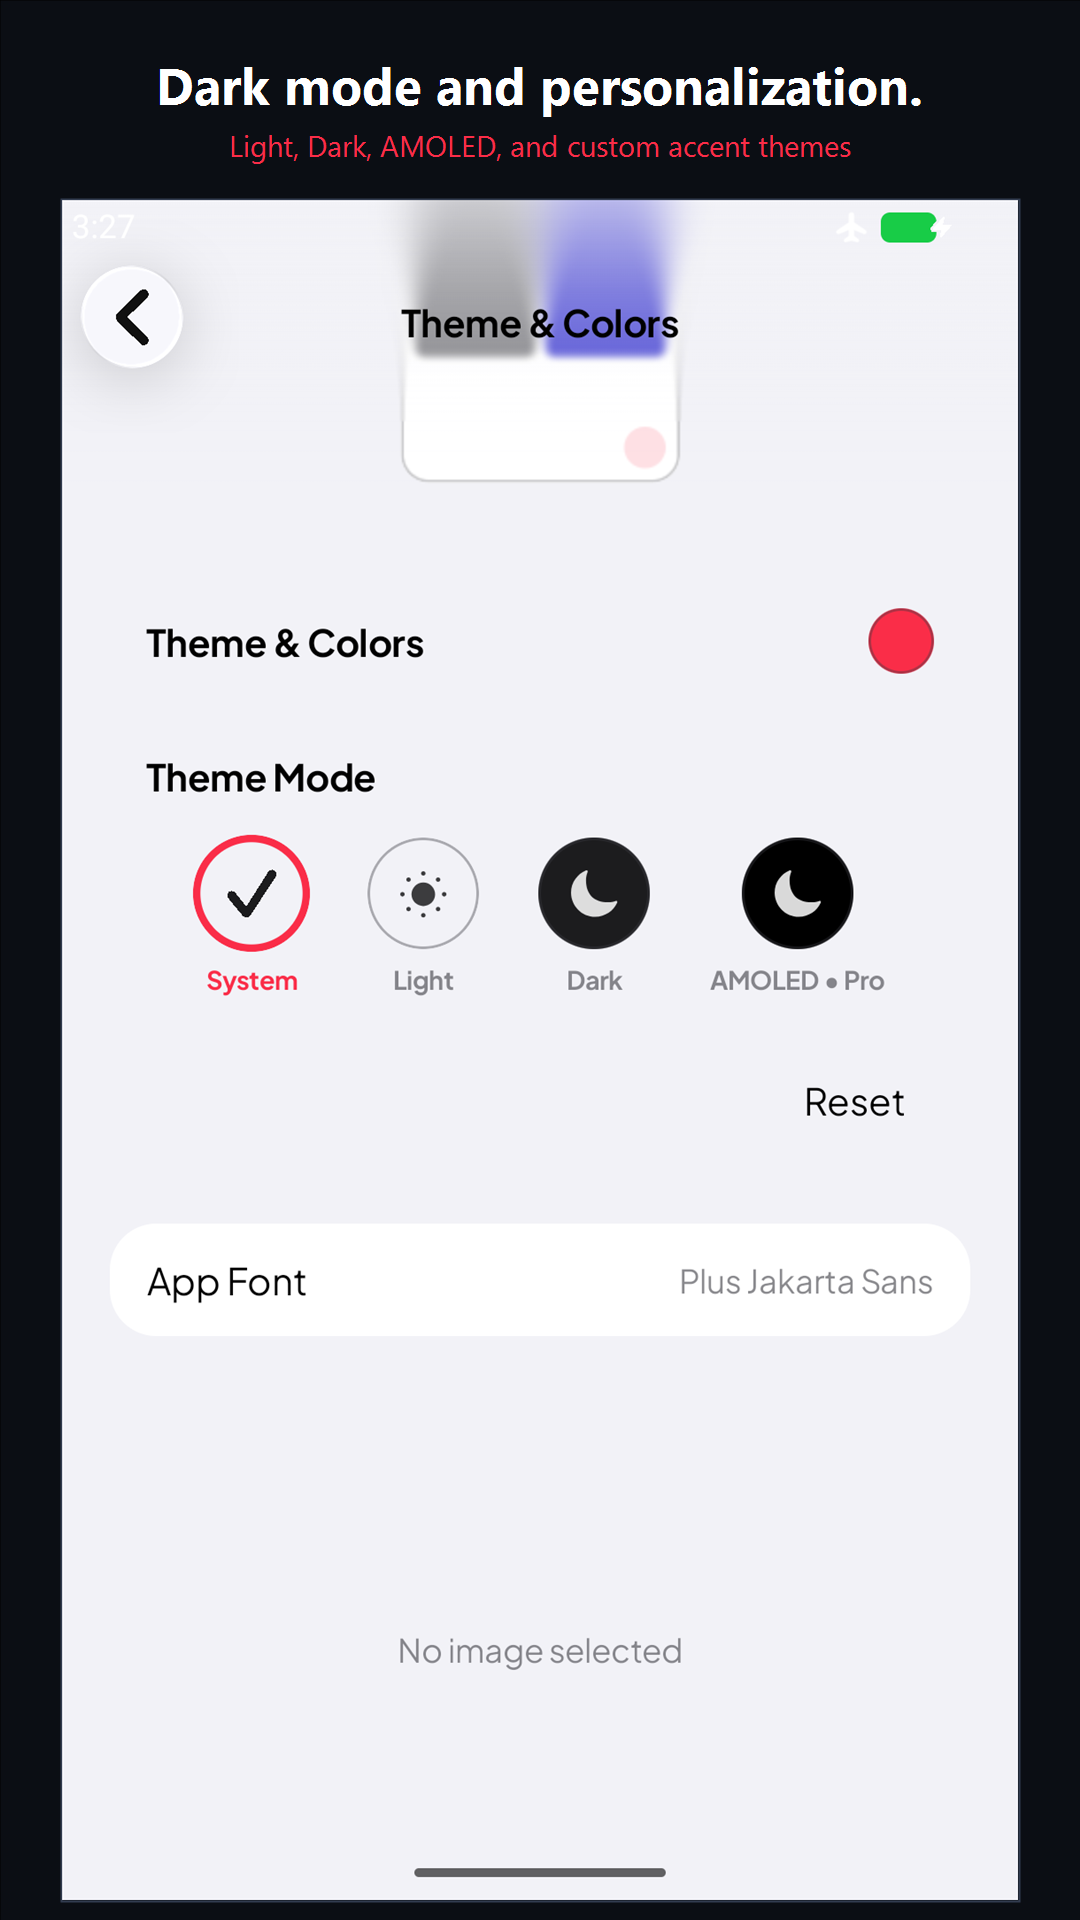 Dark mode and personalization.
Light, Dark, AMOLED, and custom accent themes
3:27
Theme & Colors
Theme & Colors
Theme Mode
System Light Dark AMOLED • Pro
Reset
App Font Plus Jakarta Sans
No image selected